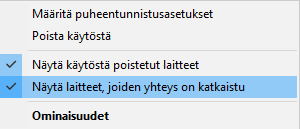 Määritä puheentunnistusasetukset
Poista käytöstä
Näytä käytöstä poistetut laitteet
Näytä laitteet, joiden yhteys on katkaistu
Ominaisuudet